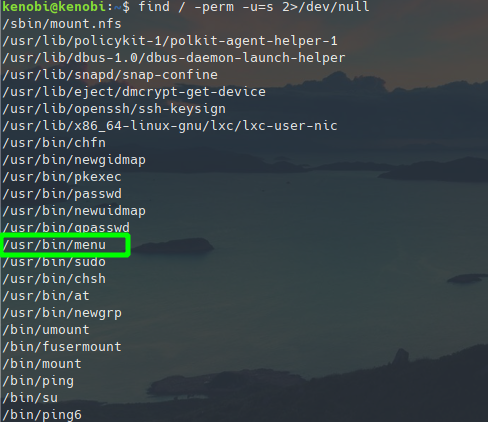 kenobi@kenobi:~$ find / -perm -u=s 2>/dev/null
/sbin/mount.nfs
/usr/lib/policykit-1/polkit-agent-helper-1
/usr/lib/dbus-1.0/dbus-daemon-launch-helper
/usr/lib/snapd/snap-confine
/usr/lib/eject/dmcrypt-get-device
/usr/lib/openssh/ssh-keysign
/usr/lib/x86_64-linux-gnu/lxc/lxc-user-nic
/usr/bin/chfn
/usr/bin/newgidmap
/usr/bin/pkexec
/usr/bin/passwd
/usr/bin/newuidmap
/usr/bin/gpasswd
/usr/bin/menu
/usr/bin/sudo
/usr/bin/chsh
/usr/bin/at
/usr/bin/newgrp
/bin/umount
/bin/fusermount
/bin/mount
/bin/ping
/bin/su
/bin/ping6